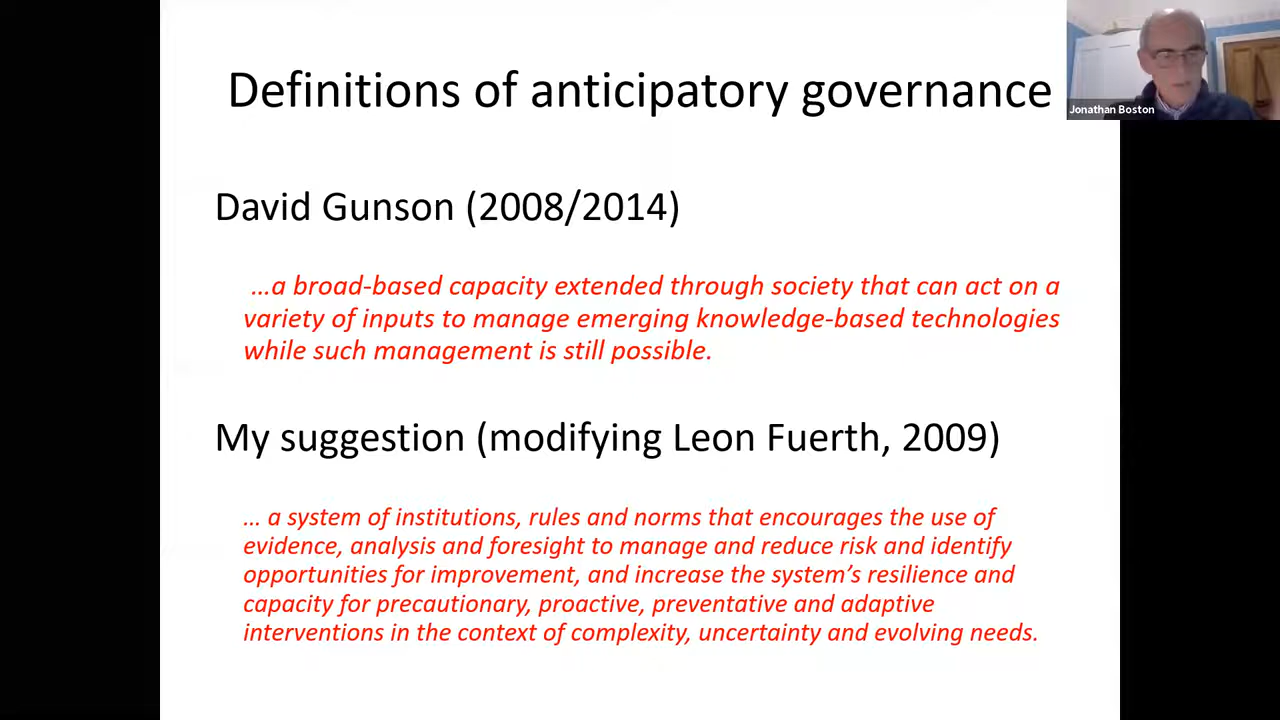 Definitions of anticipatory governance
Jonathan Boston
David Gunson (2008/2014)
…a broad-based capacity extended through society that can act on a
variety of inputs to manage emerging knowledge-based technologies
while such management is still possible.
My suggestion (modifying Leon Fuerth, 2009)
… a system of institutions, rules and norms that encourages the use of
evidence, analysis and foresight to manage and reduce risk and identify
opportunities for improvement, and increase the system’s resilience and
capacity for precautionary, proactive, preventative and adaptive
interventions in the context of complexity, uncertainty and evolving needs.